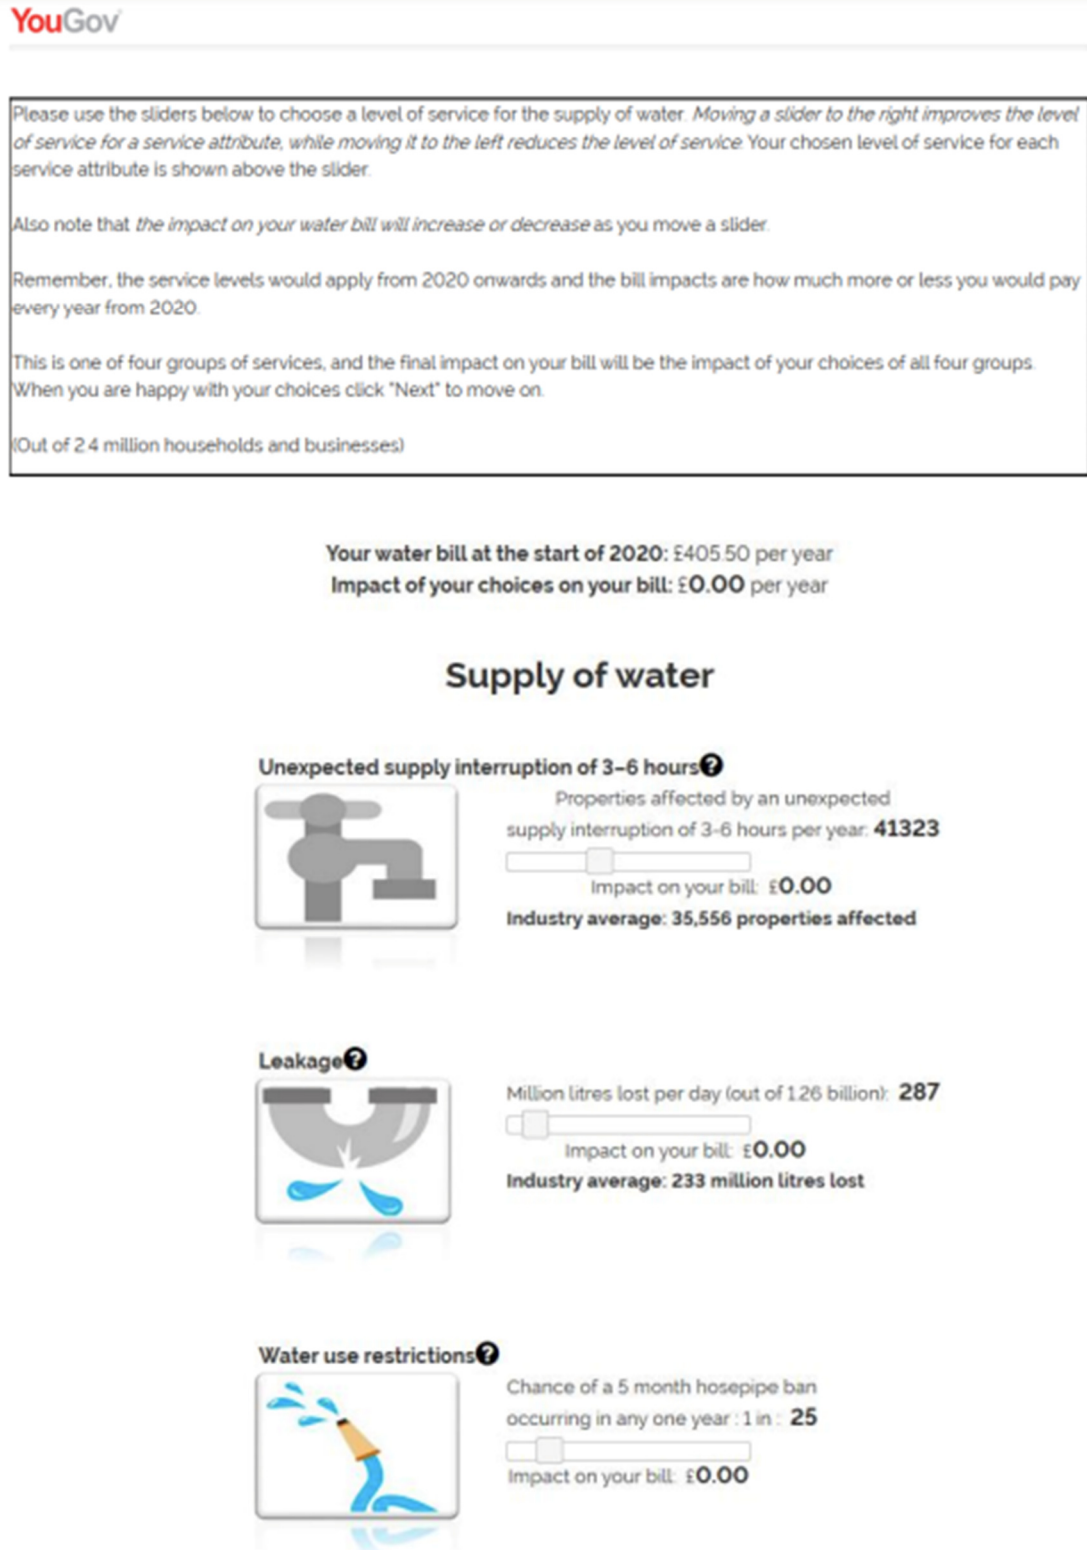 YouGov
Please use the sliders below to choose a level of service for the supply of water. Moving a slider to the right improves the level
of service for a service attribute, while moving it to the left reduces the level of service. Your chosen level of service for each
service attribute is shown above the slider.
Also note that the impact on your water bill will increase or decrease as you move a slider.
Remember, the service levels would apply from 2020 onwards and the bill impacts are how much more or less you would pay
every year from 2020.
This is one of four groups of services, and the final impact on your bill will be the impact of your choices of all four groups.
When you are happy with your choices click "Next" to move on.
(Out of 2.4 million households and businesses)
Your water bill at the start of 2020: £405.50 per year
Impact of your choices on your bill: £0.00 per year
Supply of water
Unexpected supply interruption of 3-6 hours?
Properties affected by an unexpected
supply interruption of 3-6 hours per year: 41323
Impact on your bill: £0.00
Industry average: 35,556 properties affected
Leakage?
Million litres lost per day (out of 1.26 billion): 287
Impact on your bill: £0.00
Industry average: 233 million litres lost
Water use restrictions?
Chance of a 5 month hosepipe ban
occurring in any one year : 1 in : 25
Impact on your bill: £0.00